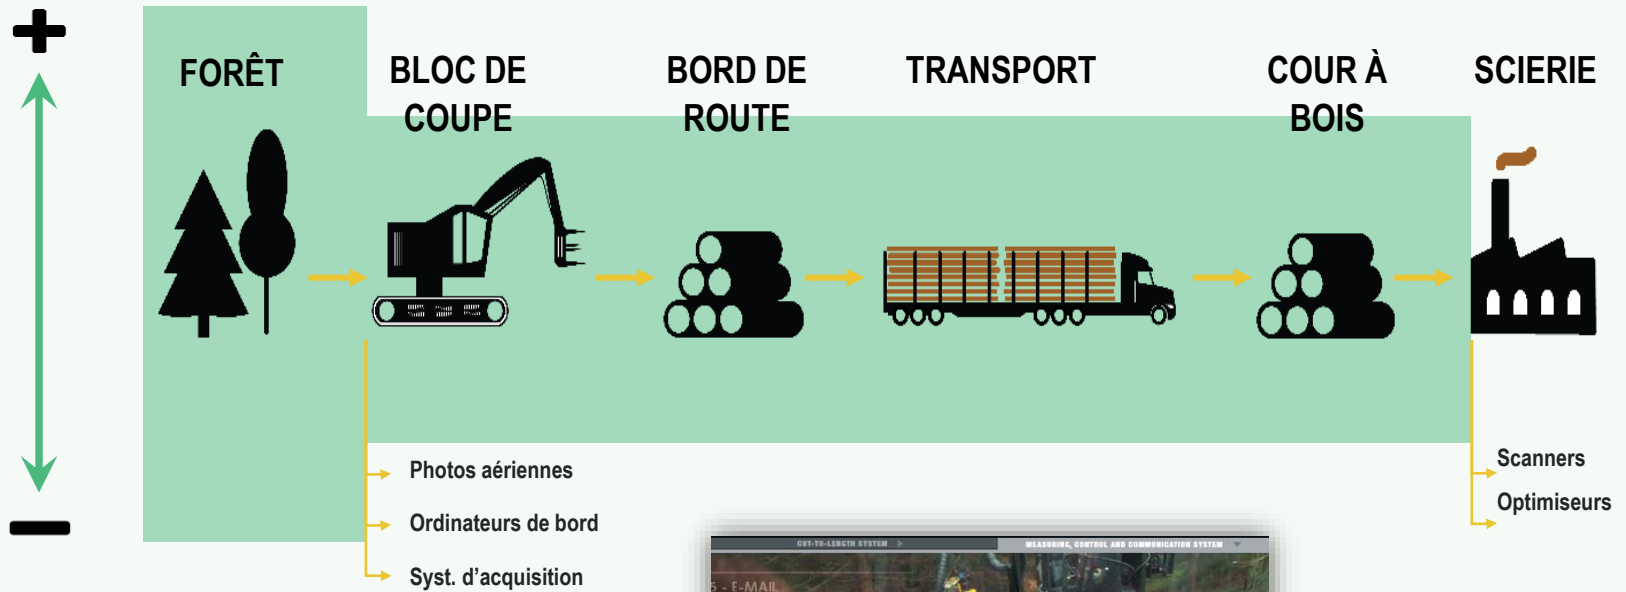 FORÊT
BLOC DE
COUPE
BORD DE
ROUTE
TRANSPORT
COUR À
BOIS
SCIERIE
Photos aériennes
Ordinateurs de bord
Syst. d’acquisition
Scanners
Optimiseurs
CUT-TO-LENGTH SYSTEM
MEASURING, CONTROL AND COMMUNICATION SYSTEM
- E-MAIL